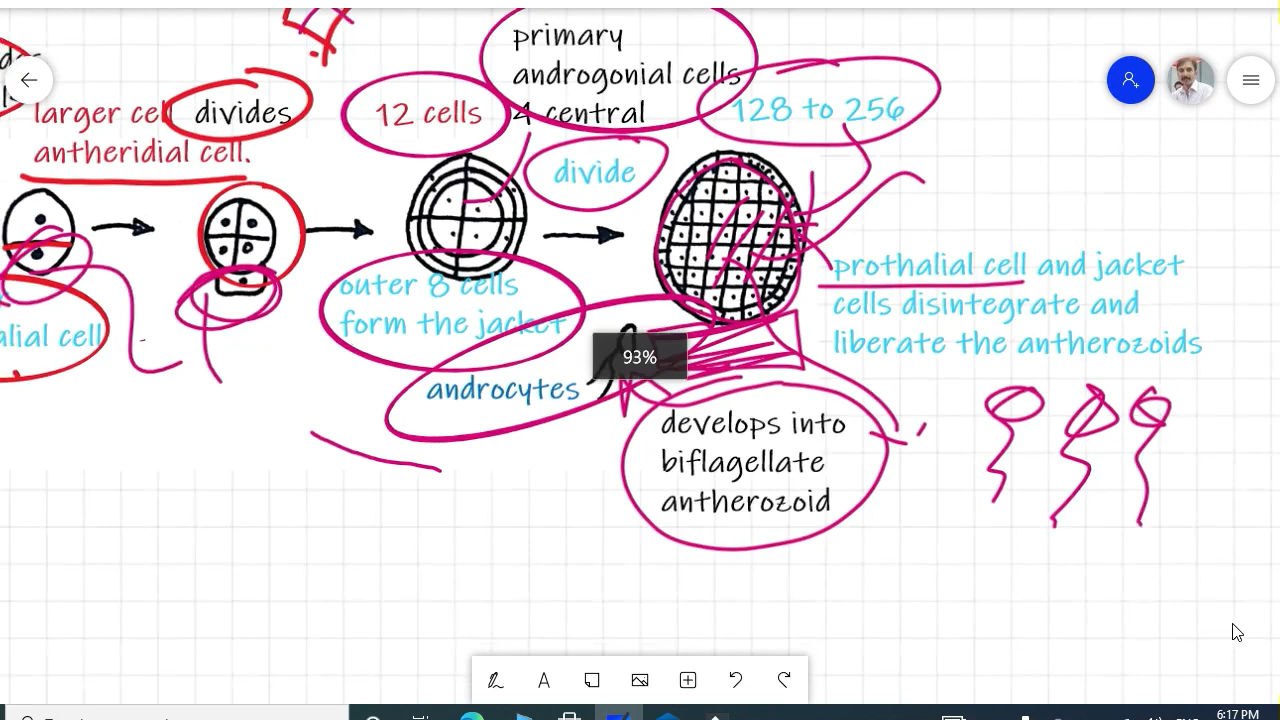 primary
androgonial cells
4 central
larger cell divides
antheridial cell.
12 cells
128 to 256
divide
outer 8 cells
form the jacket
alial cell
androcytes
93%
prothalial cell and jacket
cells disintegrate and
liberate the antherozoids
develops into
biflagellate
antherozoid
6:17 PM